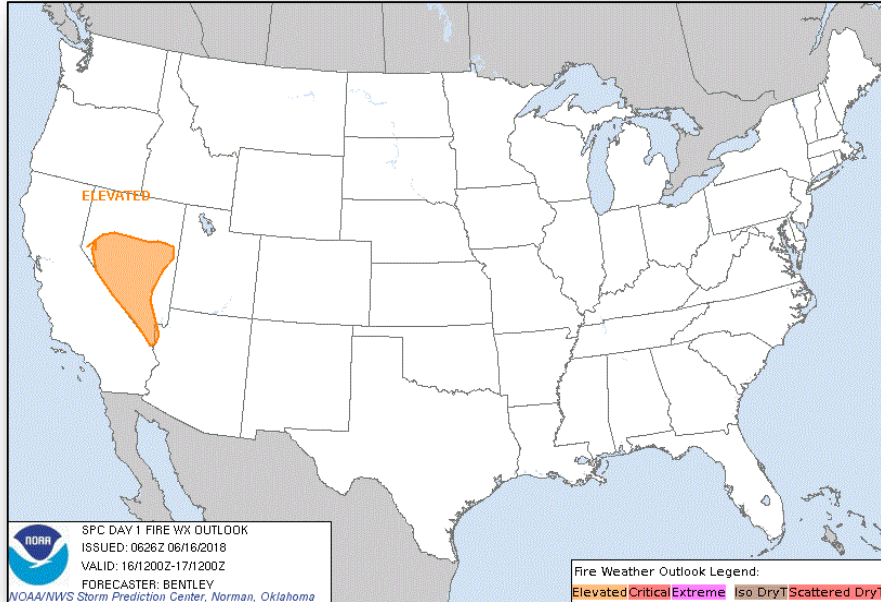 ELEVATED
NOAA
SPC DAY 1 FIRE WX OUTLOOK
ISSUED: 0626Z 06/16/2018
VALID: 16/1200Z-17/1200Z
FORECASTER: BENTLEY
NOAA/NWS Storm Prediction Center, Norman, Oklahoma
Fire Weather Outlook Legend:
Elevated Critical Extreme Iso DryT Scattered DryT